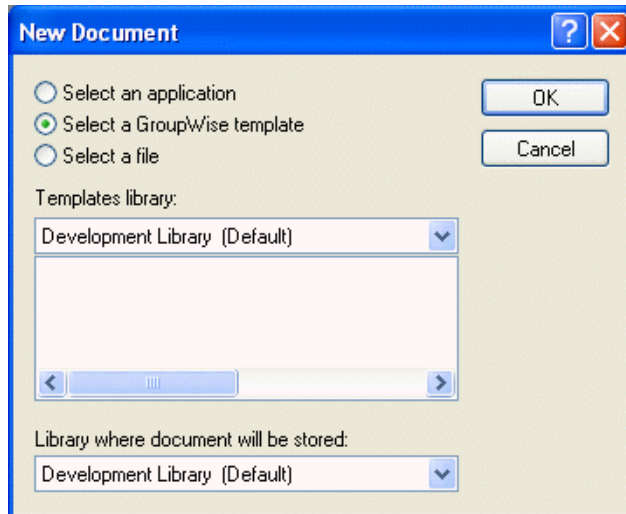 New Document
Select an application
Select a GroupWise template
Select a file
OK
Cancel
Templates library:
Development Library (Default)
Library where document will be stored:
Development Library (Default)